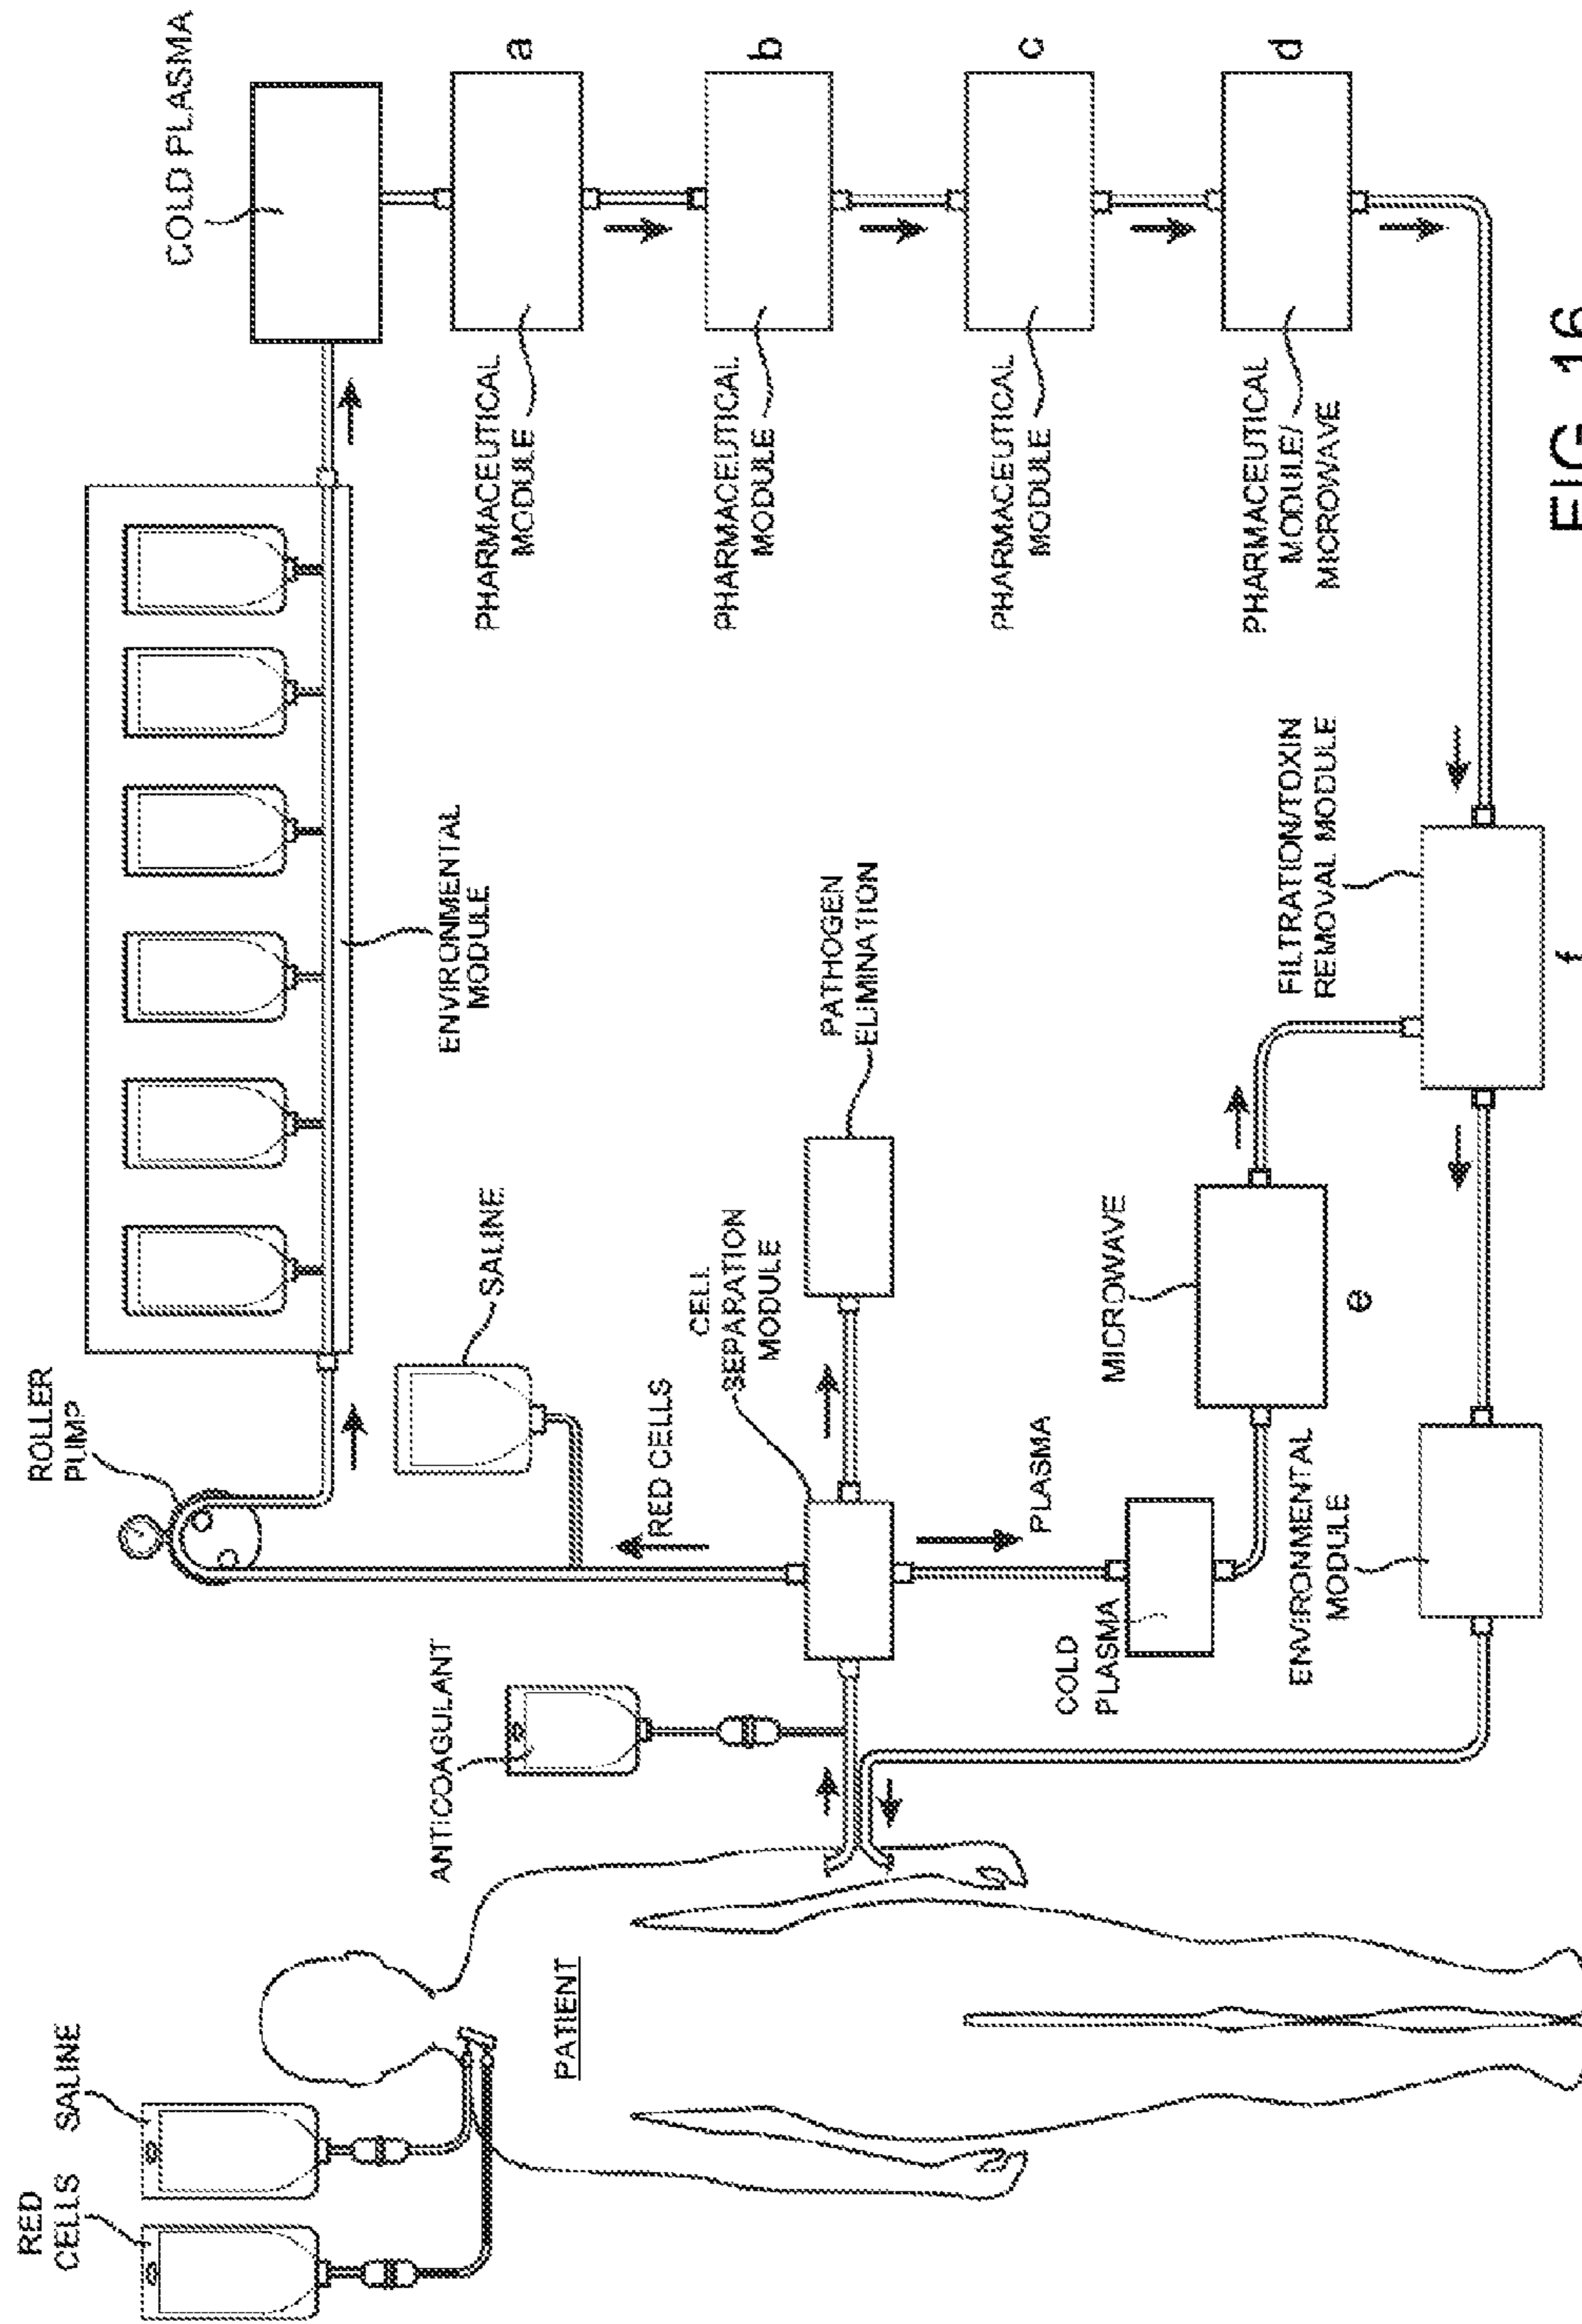 RED
CELLS
SALINE
PATIENT
ANTICOAGULANT
ROLLER
PUMP
SALINE
RED CELLS
CELL
SEPARATION
MODULE
PATHOGEN
ELIMINATION
PLASMA
COLD
PLASMA
MICROWAVE
e
ENVIRONMENTAL
MODULE
ENVIRONMENTAL
MODULE
FILTRATION/TOXIN
REMOVAL MODULE
f
COLD PLASMA
PHARMACEUTICAL
MODULE
a
PHARMACEUTICAL
MODULE
b
PHARMACEUTICAL
MODULE
c
PHARMACEUTICAL
MODULE/
MICROWAVE
d
FIG. 16